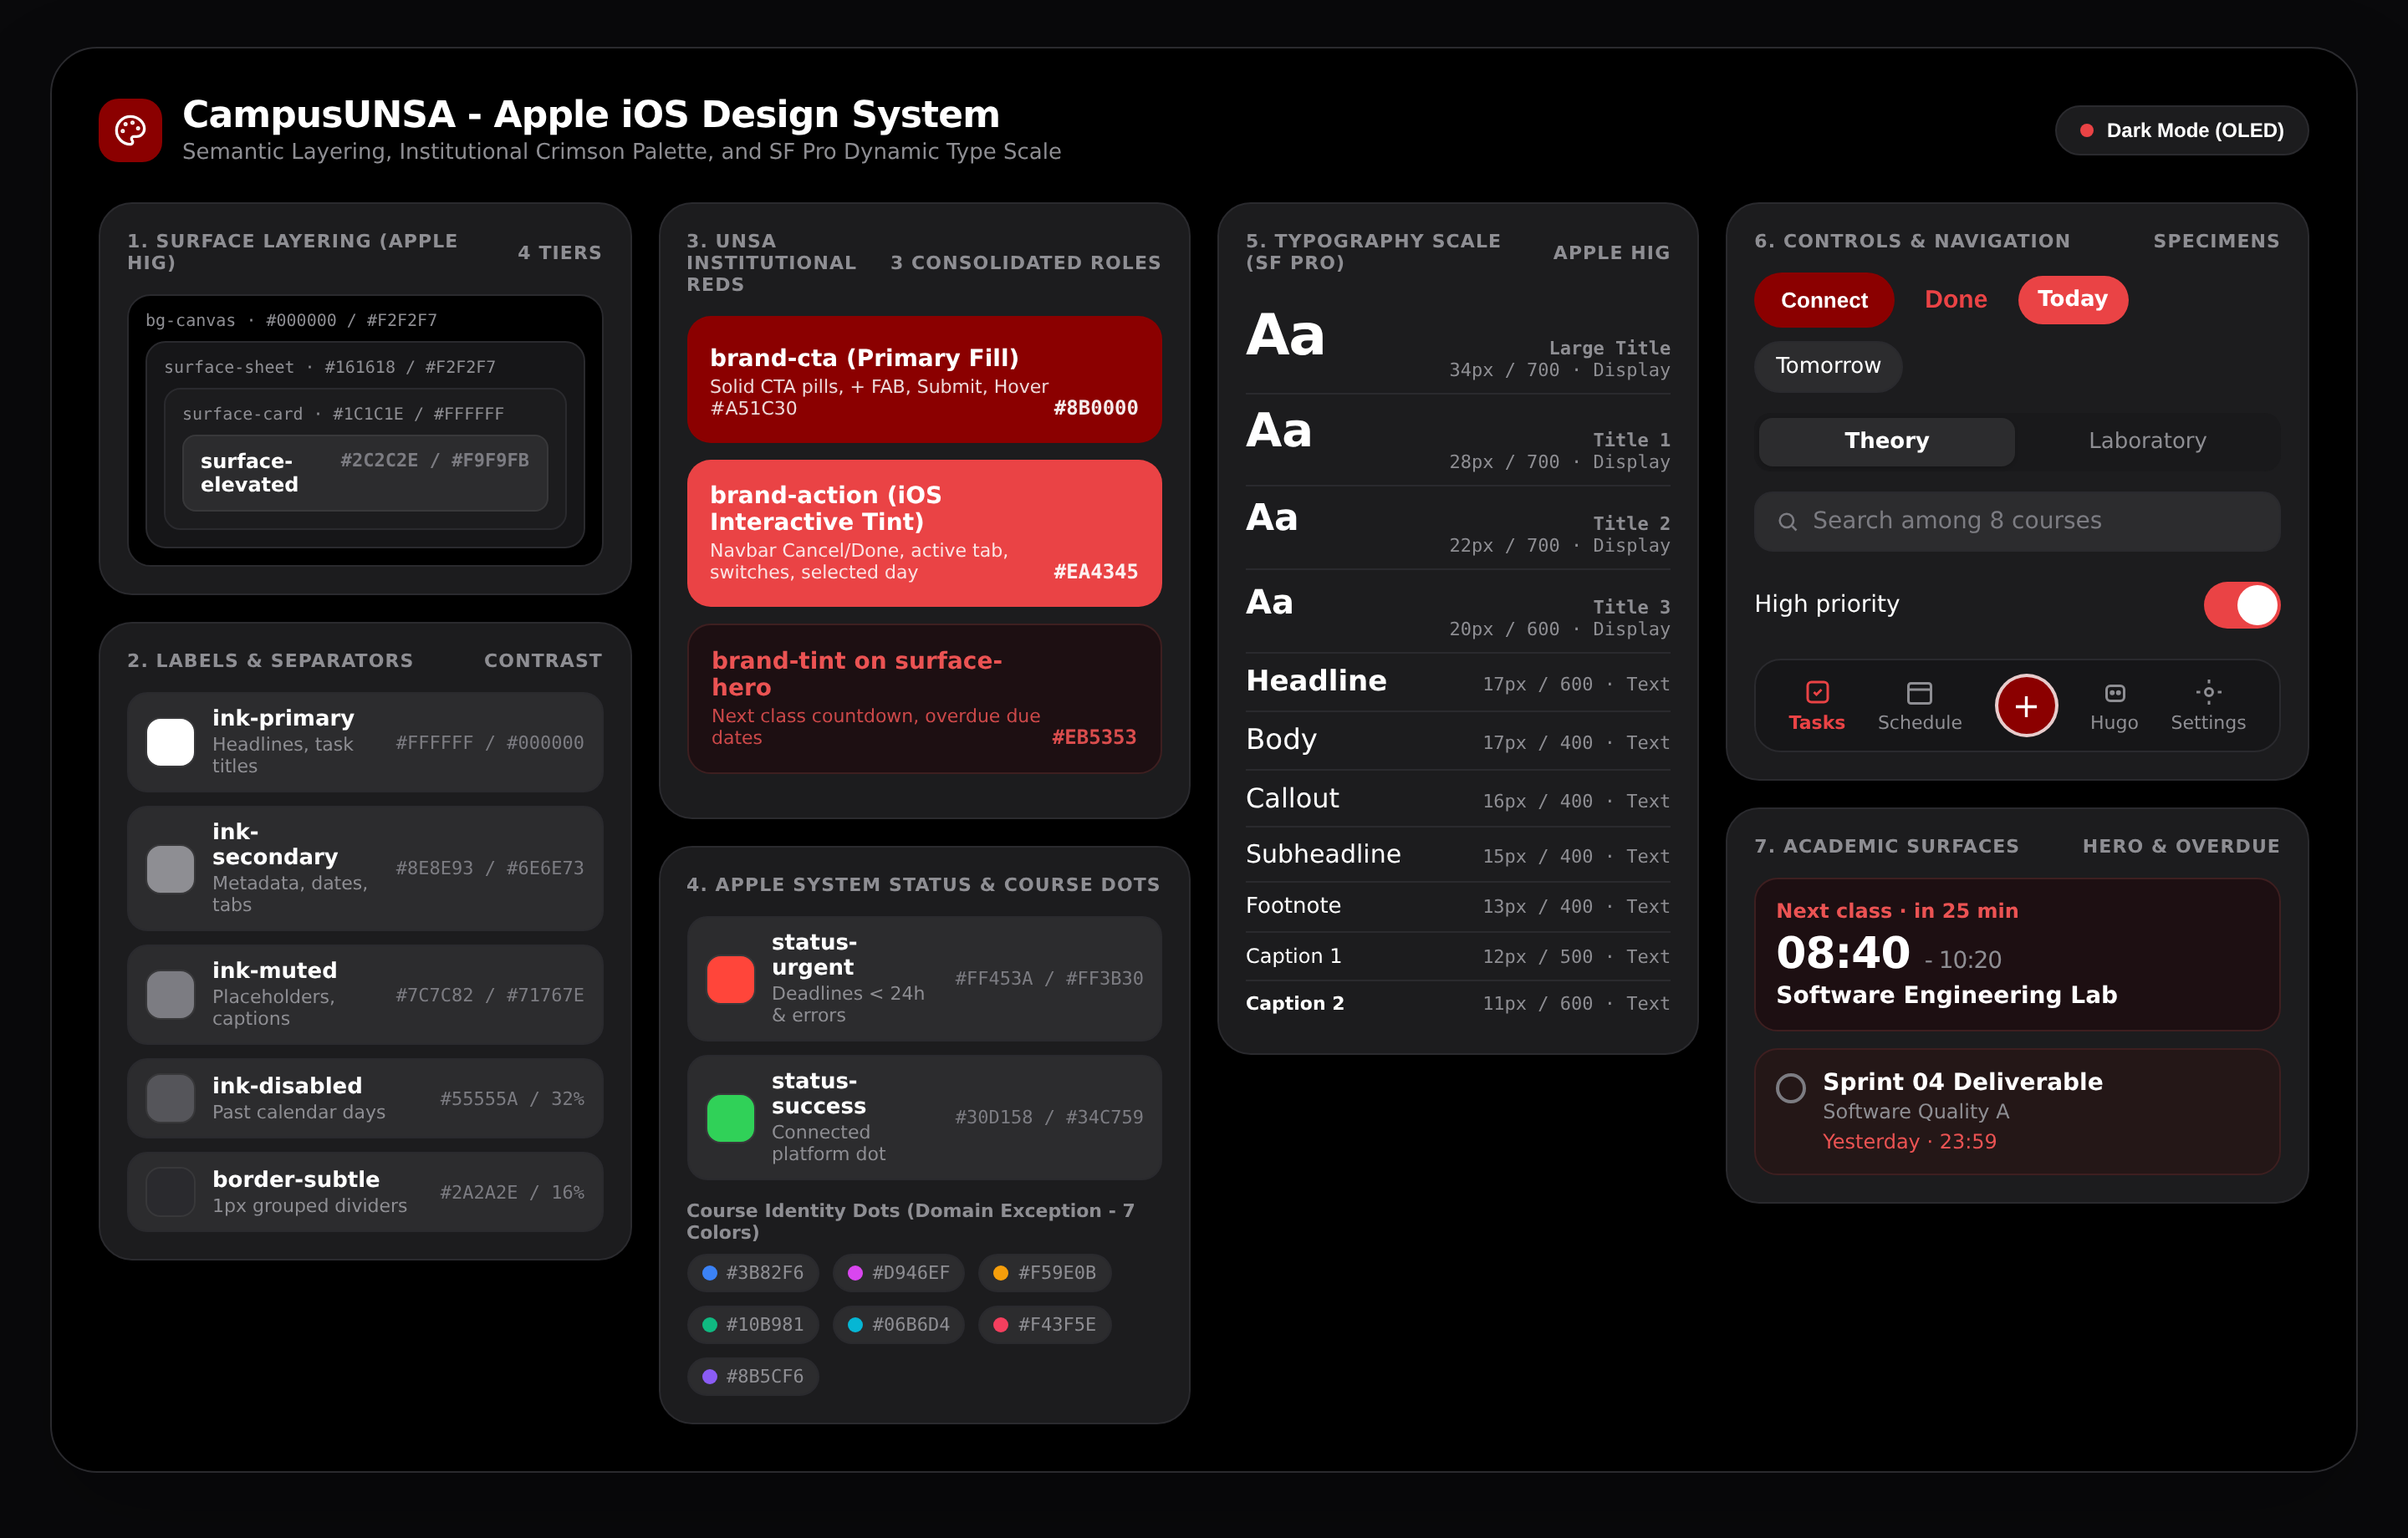 CampusUNSA - Apple iOS Design System
Semantic Layering, Institutional Crimson Palette, and SF Pro Dynamic Type Scale
Dark Mode (OLED)
1. SURFACE LAYERING (APPLE
HIG)
4 TIERS
bg-canvas · #000000 / #F2F2F7
surface-sheet · #161618 / #F2F2F7
surface-card · #1C1C1E / #FFFFFF
surface-
elevated
#2C2C2E / #F9F9FB
2. LABELS & SEPARATORS
CONTRAST
ink-primary
Headlines, task
titles
#FFFFFF / #000000
ink-
secondary
Metadata, dates,
tabs
#8E8E93 / #6E6E73
ink-muted
Placeholders,
captions
#7C7C82 / #71767E
ink-disabled
Past calendar days
#55555A / 32%
border-subtle
1px grouped dividers
#2A2A2E / 16%
3. UNSA
INSTITUTIONAL
REDS
3 CONSOLIDATED ROLES
brand-cta (Primary Fill)
Solid CTA pills, + FAB, Submit, Hover
#A51C30
#8B0000
brand-action (iOS
Interactive Tint)
Navbar Cancel/Done, active tab,
switches, selected day
#EA4345
brand-tint on surface-
hero
Next class countdown, overdue due
dates
#EB5353
4. APPLE SYSTEM STATUS & COURSE DOTS
status-
urgent
Deadlines < 24h
& errors
#FF453A / #FF3B30
status-
success
Connected
platform dot
#30D158 / #34C759
Course Identity Dots (Domain Exception - 7
Colors)
#3B82F6
#D946EF
#F59E0B
#10B981
#06B6D4
#F43F5E
#8B5CF6
5. TYPOGRAPHY SCALE
(SF PRO)
APPLE HIG
Aa
Large Title
34px / 700 · Display
Aa
Title 1
28px / 700 · Display
Aa
Title 2
22px / 700 · Display
Aa
Title 3
20px / 600 · Display
Headline
17px / 600 · Text
Body
17px / 400 · Text
Callout
16px / 400 · Text
Subheadline
15px / 400 · Text
Footnote
13px / 400 · Text
Caption 1
12px / 500 · Text
Caption 2
11px / 600 · Text
6. CONTROLS & NAVIGATION
SPECIMENS
Connect
Done
Today
Tomorrow
Theory
Laboratory
Search among 8 courses
High priority
Tasks
Schedule
+
Hugo
Settings
7. ACADEMIC SURFACES
HERO & OVERDUE
Next class · in 25 min
08:40 - 10:20
Software Engineering Lab
Sprint 04 Deliverable
Software Quality A
Yesterday · 23:59